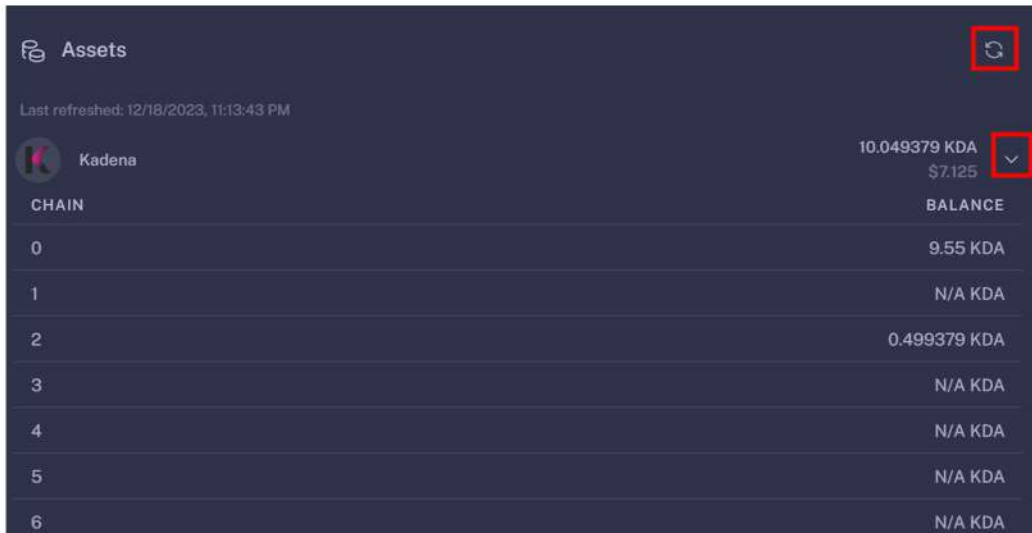 Assets
Last refreshed: 12/18/2023, 11:13:43 PM
Kadena 10.049379 KDA
$7.125
CHAIN BALANCE
0 9.55 KDA
1 N/A KDA
2 0.499379 KDA
3 N/A KDA
4 N/A KDA
5 N/A KDA
6 N/A KDA